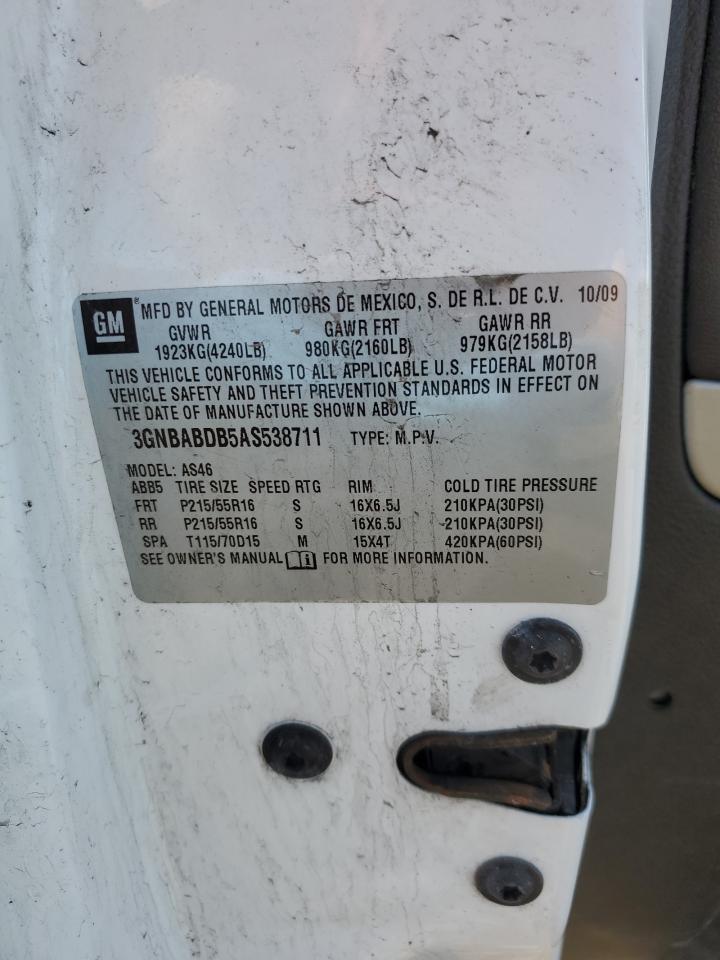 GM ® MFD BY GENERAL MOTORS DE MEXICO, S. DE R.L. DE C.V. 10/09
GVWR GAWR FRT GAWR RR
1923KG(4240LB) 980KG(2160LB) 979KG(2158LB)
THIS VEHICLE CONFORMS TO ALL APPLICABLE U.S. FEDERAL MOTOR
VEHICLE SAFETY AND THEFT PREVENTION STANDARDS IN EFFECT ON
THE DATE OF MANUFACTURE SHOWN ABOVE.
3GNBABDB5AS538711 TYPE: M.P.V.
MODEL: AS46
ABB5 TIRE SIZE SPEED RTG RIM COLD TIRE PRESSURE
FRT P215/55R16 S 16X6.5J 210KPA(30PSI)
RR P215/55R16 S 16X6.5J 210KPA(30PSI)
SPA T115/70D15 M 15X4T 420KPA(60PSI)
SEE OWNER'S MANUAL FOR MORE INFORMATION.